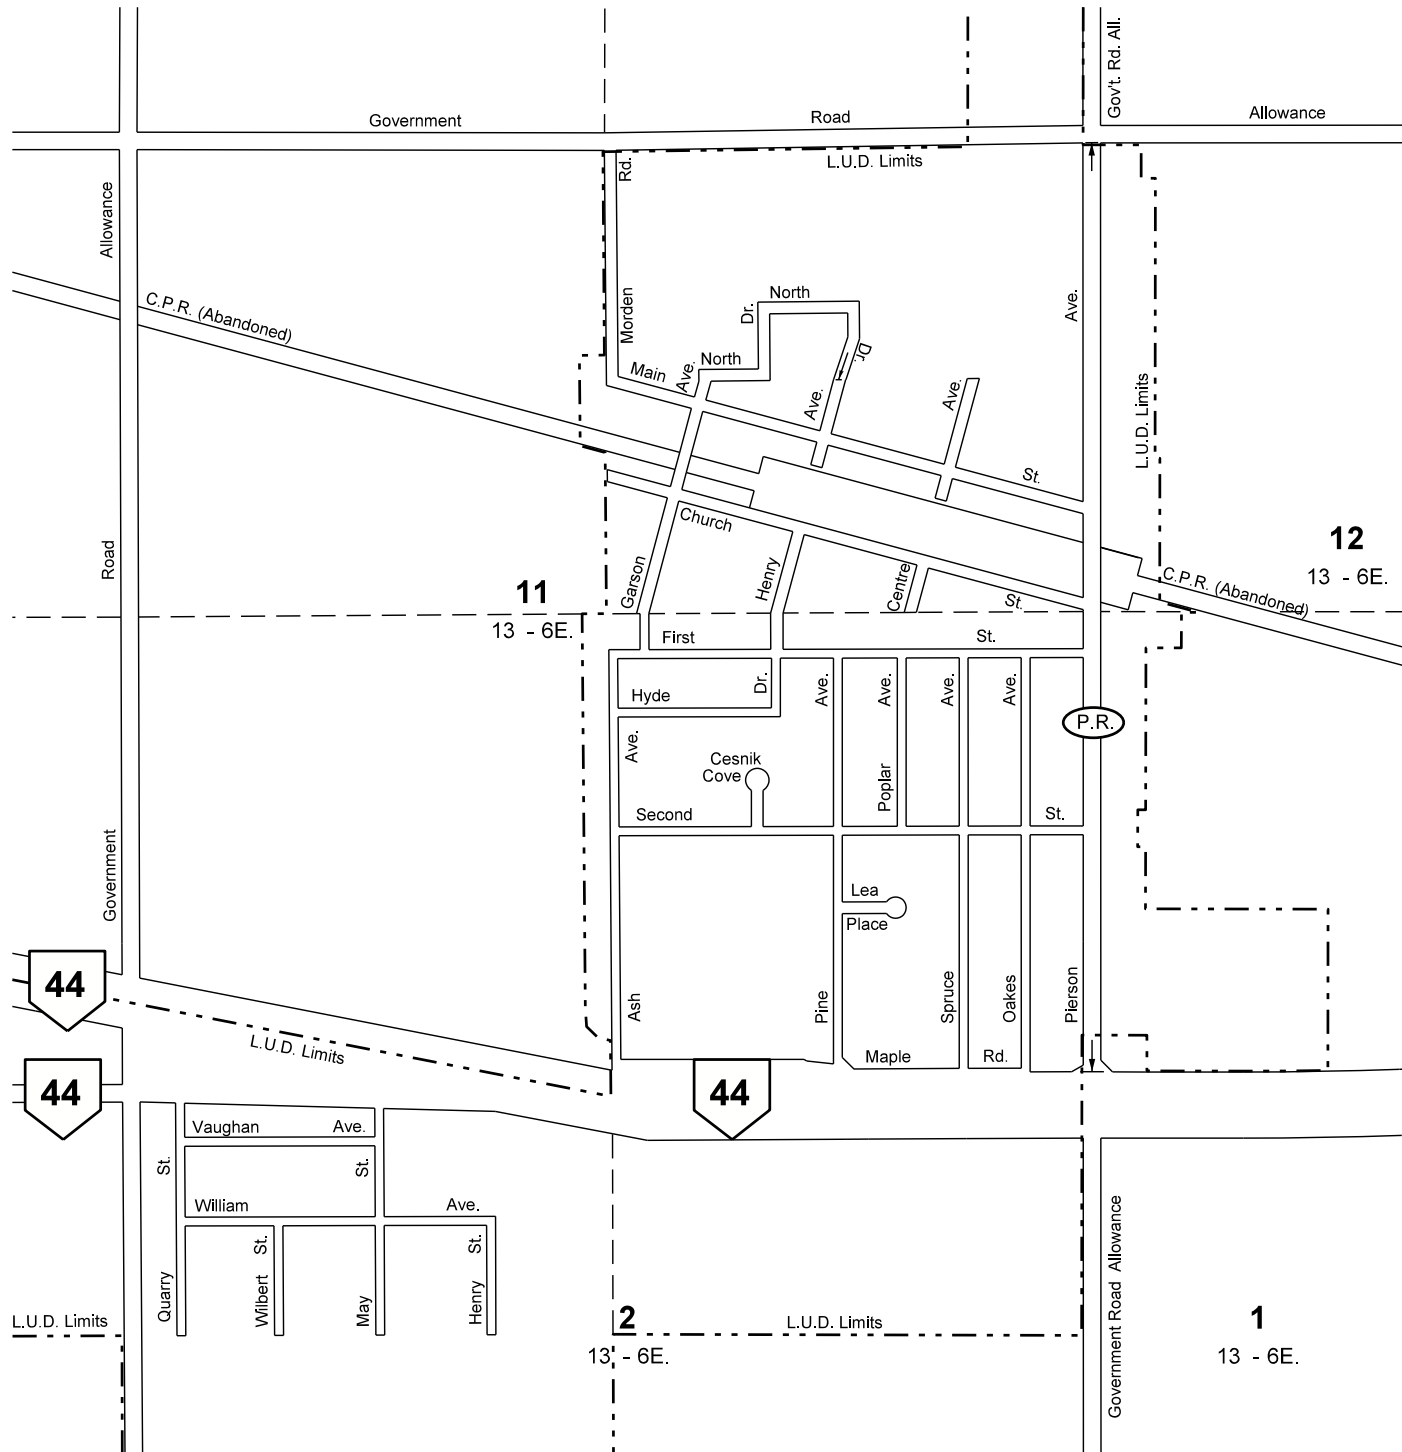 Gov't. Rd. All.
Government
Road
Allowance
L.U.D. Limits
Rd.
Morden
Allowance
Road
Government
C.P.R. (Abandoned)
North
Dr.
North
Dr.
Main
Ave.
Ave.
Ave.
St.
Ave.
L.U.D. Limits
Church
St.
Garson
Henry
Centre
11
13 - 6E.
12
13 - 6E.
C.P.R. (Abandoned)
First
St.
Hyde
Dr.
Ave.
Ave.
Ave.
Ave.
Ave.
P.R.
Cesnik
Cove
Poplar
Second
St.
Lea
Place
Ash
Pine
Spruce
Oakes
Pierson
Maple
Rd.
44
L.U.D. Limits
44
44
Vaughan
Ave.
St.
St.
William
Ave.
St.
St.
Quarry
Wilbert
May
Henry
L.U.D. Limits
2
13 - 6E.
L.U.D. Limits
Government Road Allowance
1
13 - 6E.